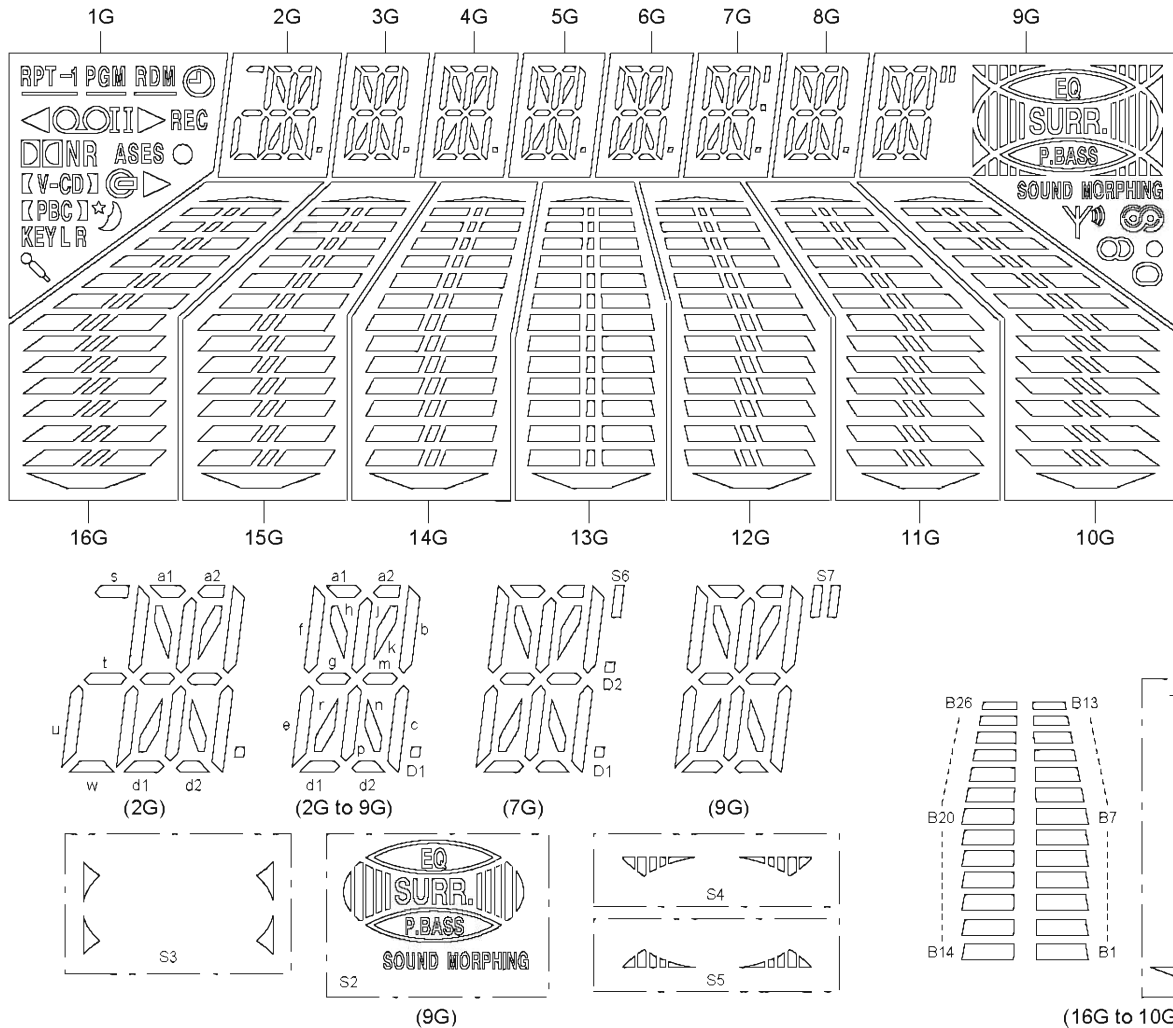 1G 2G 3G 4G 5G 6G 7G 8G 9G
RPT -1 PGM RDM
REC
NR ASES
V-CD
PBC
KEY L R
EQ
SURR.
P.BASS
SOUND MORPHING
16G 15G 14G 13G 12G 11G 10G
s a1 a2
t
u
w d1 d2
(2G)
a1 a2
f h j b
k
g m
e r n c
p D1
d1 d2
(2G to 9G)
S6
D2
D1
(7G)
S7
(9G)
B26 B13
B20 B7
B14 B1
(16G to 10G
S3
EQ
SURR.
P.BASS
SOUND MORPHING
S2
(9G)
S4
S5